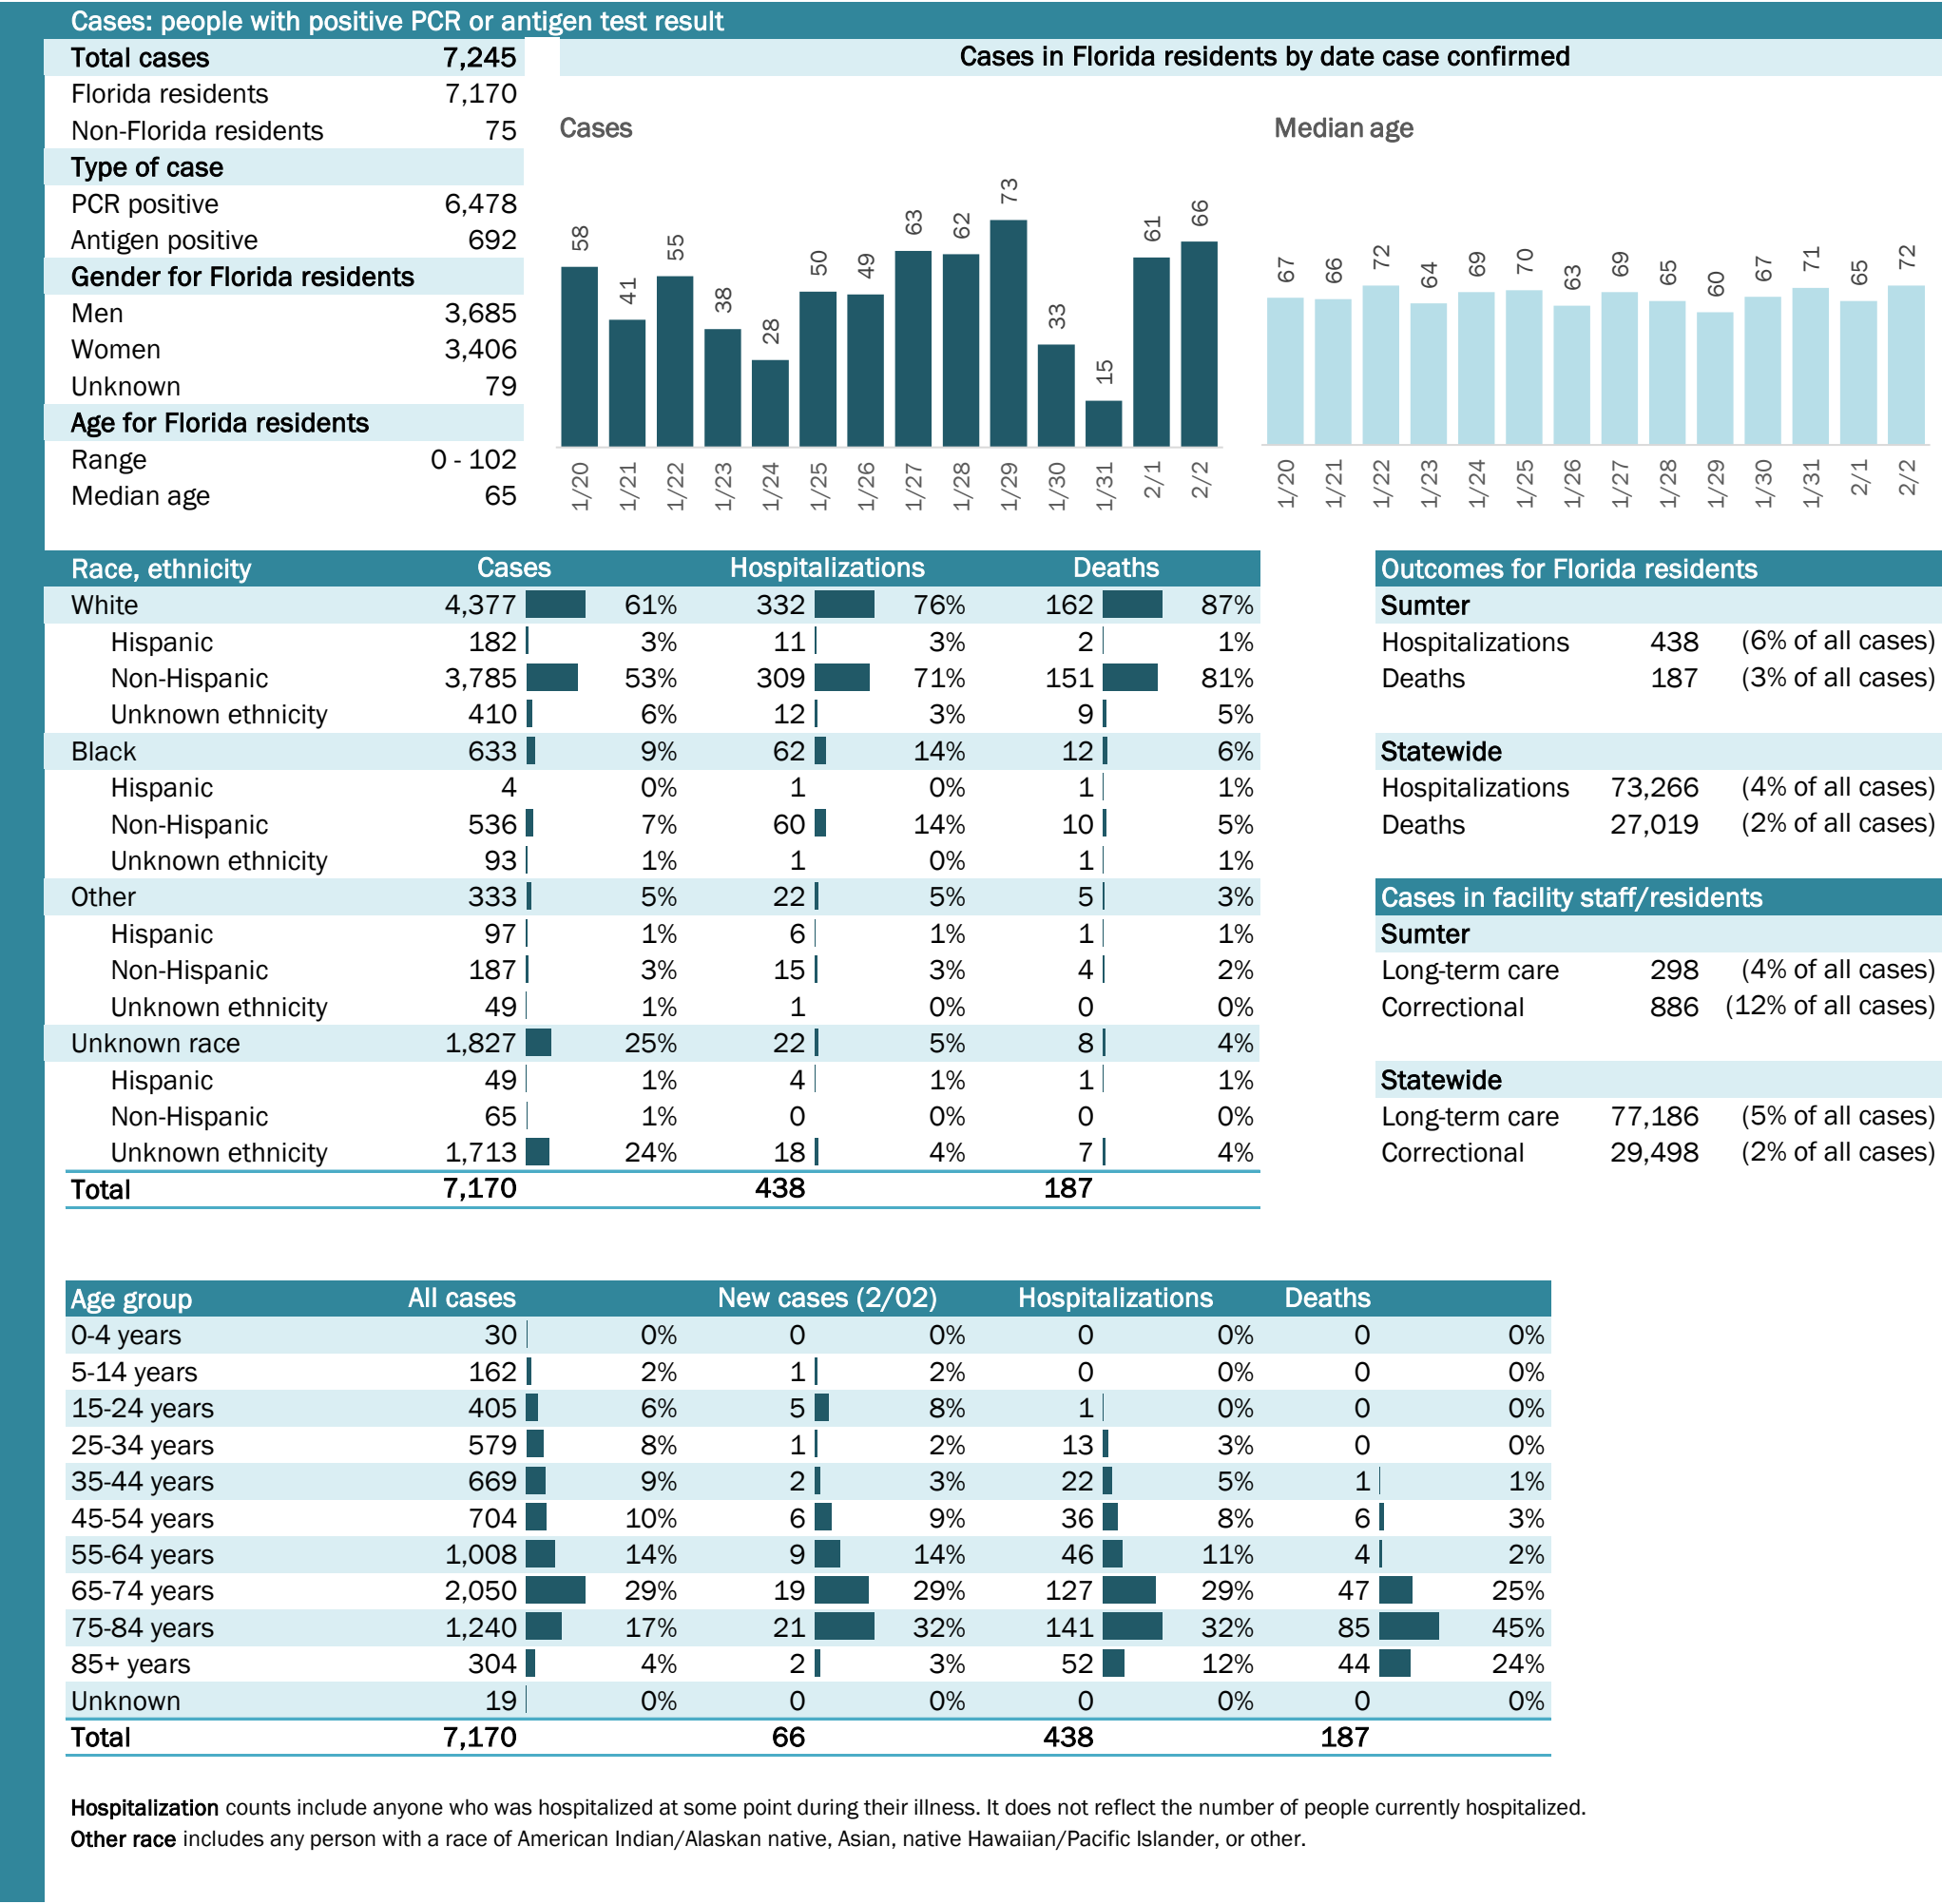 Cases: people with positive PCR or antigen test result
Total cases 7,245
Florida residents 7,170
Non-Florida residents 75
Type of case
PCR positive 6,478
Antigen positive 692
Gender for Florida residents
Men 3,685
Women 3,406
Unknown 79
Age for Florida residents
Range 0 - 102
Median age 65
Cases in Florida residents by date case confirmed
Cases
58 41 55 38 28 50 49 63 62 73 33 15 61 66
1/20 1/21 1/22 1/23 1/24 1/25 1/26 1/27 1/28 1/29 1/30 1/31 2/1 2/2
Median age
67 66 72 64 69 70 63 69 65 60 67 71 65 72
1/20 1/21 1/22 1/23 1/24 1/25 1/26 1/27 1/28 1/29 1/30 1/31 2/1 2/2
Race, ethnicity Cases Hospitalizations Deaths
White 4,377 61% 332 76% 162 87%
Hispanic 182 3% 11 3% 2 1%
Non-Hispanic 3,785 53% 309 71% 151 81%
Unknown ethnicity 410 6% 12 3% 9 5%
Black 633 9% 62 14% 12 6%
Hispanic 4 0% 1 0% 1 1%
Non-Hispanic 536 7% 60 14% 10 5%
Unknown ethnicity 93 1% 1 0% 1 1%
Other 333 5% 22 5% 5 3%
Hispanic 97 1% 6 1% 1 1%
Non-Hispanic 187 3% 15 3% 4 2%
Unknown ethnicity 49 1% 1 0% 0 0%
Unknown race 1,827 25% 22 5% 8 4%
Hispanic 49 1% 4 1% 1 1%
Non-Hispanic 65 1% 0 0% 0 0%
Unknown ethnicity 1,713 24% 18 4% 7 4%
Total 7,170 438 187
Outcomes for Florida residents
Sumter
Hospitalizations 438 (6% of all cases)
Deaths 187 (3% of all cases)
Statewide
Hospitalizations 73,266 (4% of all cases)
Deaths 27,019 (2% of all cases)
Cases in facility staff/residents
Sumter
Long-term care 298 (4% of all cases)
Correctional 886 (12% of all cases)
Statewide
Long-term care 77,186 (5% of all cases)
Correctional 29,498 (2% of all cases)
Age group All cases New cases (2/02) Hospitalizations Deaths
0-4 years 30 0% 0 0% 0 0% 0 0%
5-14 years 162 2% 1 2% 0 0% 0 0%
15-24 years 405 6% 5 8% 1 0% 0 0%
25-34 years 579 8% 1 2% 13 3% 0 0%
35-44 years 669 9% 2 3% 22 5% 1 1%
45-54 years 704 10% 6 9% 36 8% 6 3%
55-64 years 1,008 14% 9 14% 46 11% 4 2%
65-74 years 2,050 29% 19 29% 127 29% 47 25%
75-84 years 1,240 17% 21 32% 141 32% 85 45%
85+ years 304 4% 2 3% 52 12% 44 24%
Unknown 19 0% 0 0% 0 0% 0 0%
Total 7,170 66 438 187
Hospitalization counts include anyone who was hospitalized at some point during their illness. It does not reflect the number of people currently hospitalized.
Other race includes any person with a race of American Indian/Alaskan native, Asian, native Hawaiian/Pacific Islander, or other.